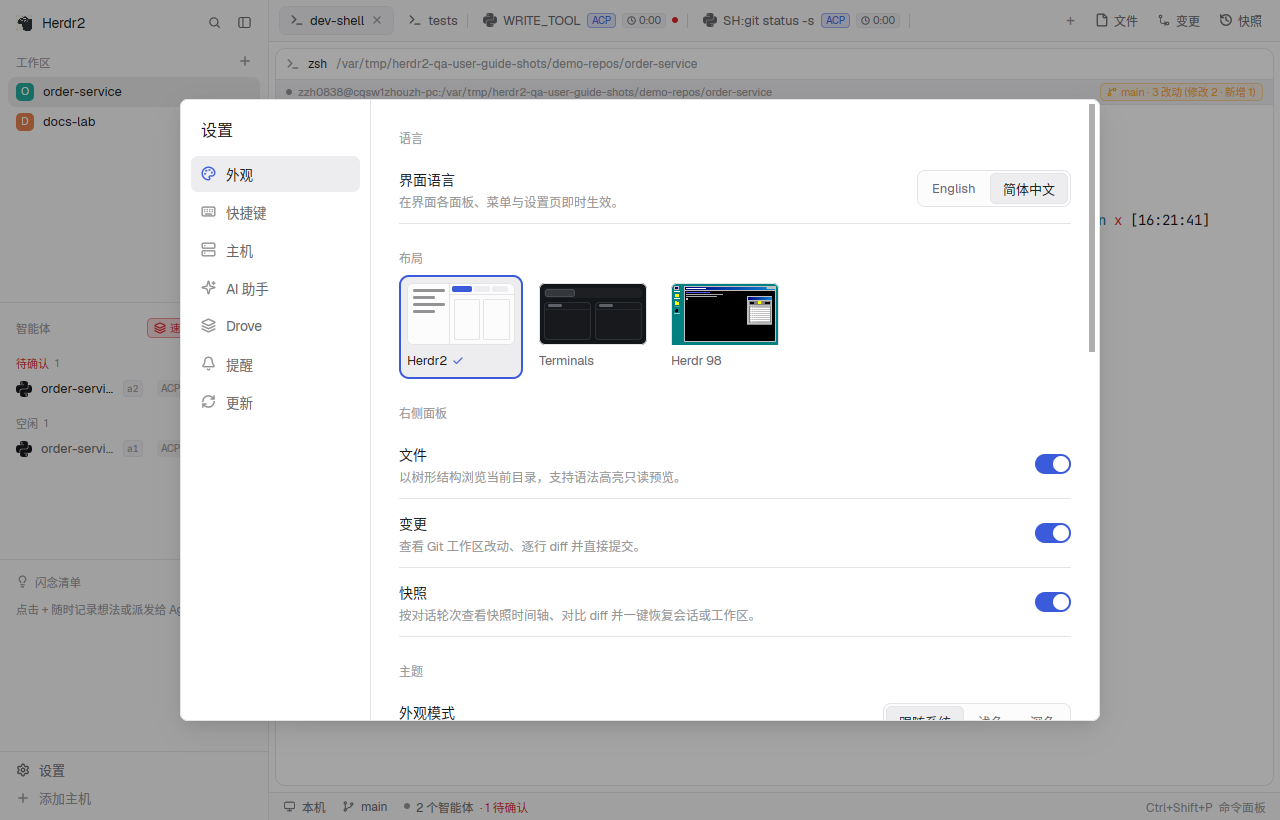 Herdr2
dev-shell
tests
WRITE_TOOL ACP 0:00
SH:git status -s ACP 0:00
文件
变更
快照
工作区
order-service
docs-lab
zsh /var/tmp/herdr2-qa-user-guide-shots/demo-repos/order-service
zzh0838@cqsw1zhouzh-pc:/var/tmp/herdr2-qa-user-guide-shots/demo-repos/order-service
main · 3 改动 (修改 2 · 新增 1)
n x [16:21:41]
智能体
速
待确认 1
order-servi... a2 ACP
空闲 1
order-servi... a1 ACP
闪念清单
点击 + 随时记录想法或派发给 Ag
设置
添加主机
设置
外观
快捷键
主机
AI 助手
Drove
提醒
更新
语言
界面语言
在界面各面板、菜单与设置页即时生效。
English
简体中文
布局
Herdr2
Terminals
Herdr 98
右侧面板
文件
以树形结构浏览当前目录，支持语法高亮只读预览。
变更
查看 Git 工作区改动、逐行 diff 并直接提交。
快照
按对话轮次查看快照时间轴、对比 diff 并一键恢复会话或工作区。
主题
外观模式
跟随系统 浅色 深色
本机
main
2 个智能体 · 1 待确认
Ctrl+Shift+P 命令面板